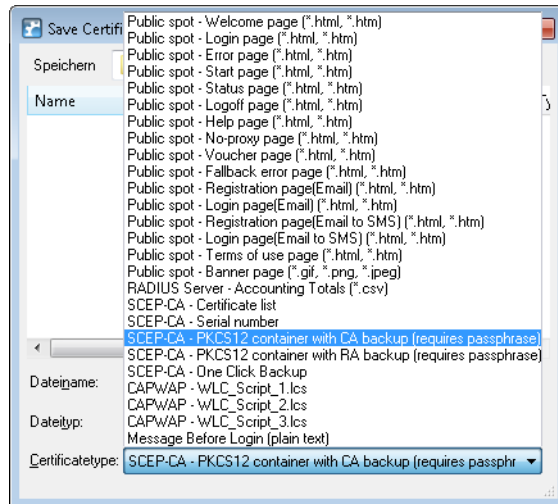 Save Certifi
Speichern
Name
Public spot - Welcome page (*.html, *.htm)
Public spot - Login page (*.html, *.htm)
Public spot - Error page (*.html, *.htm)
Public spot - Start page (*.html, *.htm)
Public spot - Status page (*.html, *.htm)
Public spot - Logoff page (*.html, *.htm)
Public spot - Help page (*.html, *.htm)
Public spot - No-proxy page (*.html, *.htm)
Public spot - Voucher page (*.html, *.htm)
Public spot - Fallback error page (*.html, *.htm)
Public spot - Registration page(Email) (*.html, *.htm)
Public spot - Login page(Email) (*.html, *.htm)
Public spot - Registration page(Email to SMS) (*.html, *.htm)
Public spot - Login page(Email to SMS) (*.html, *.htm)
Public spot - Terms of use page (*.html, *.htm)
Public spot - Banner page (*.gif, *.png, *.jpeg)
RADIUS Server - Accounting Totals (*.csv)
SCEP-CA - Certificate list
SCEP-CA - Serial number
SCEP-CA - PKCS12 container with CA backup (requires passphrase)
SCEP-CA - PKCS12 container with RA backup (requires passphrase)
SCEP-CA - One Click Backup
CAPWAP - WLC_Script_1.lcs
CAPWAP - WLC_Script_2.lcs
CAPWAP - WLC_Script_3.lcs
Message Before Login (plain text)
Dateiname:
Dateityp:
Certificatetype: SCEP-CA - PKCS12 container with CA backup (requires passphr